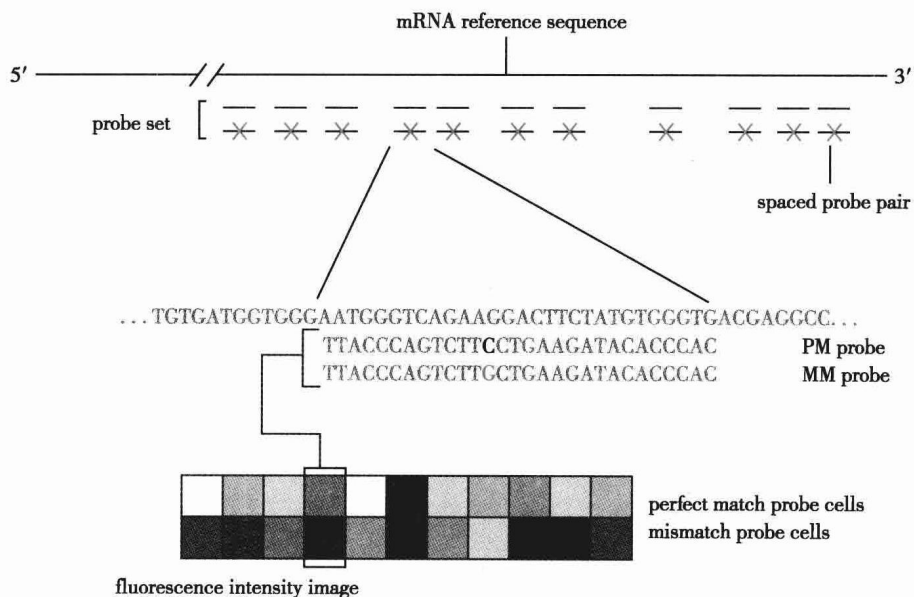 mRNA reference sequence
5′ 3′
probe set
spaced probe pair
...TGTGATGGTGGGAATGGGTCAGAAGGACTTCTATGTGGGTGACGAGGCC...
TTACCCAGTCTTCCTGAAGATACACCCAC PM probe
TTACCCAGTCTTGCTGAAGATACACCCAC MM probe
perfect match probe cells
mismatch probe cells
fluorescence intensity image